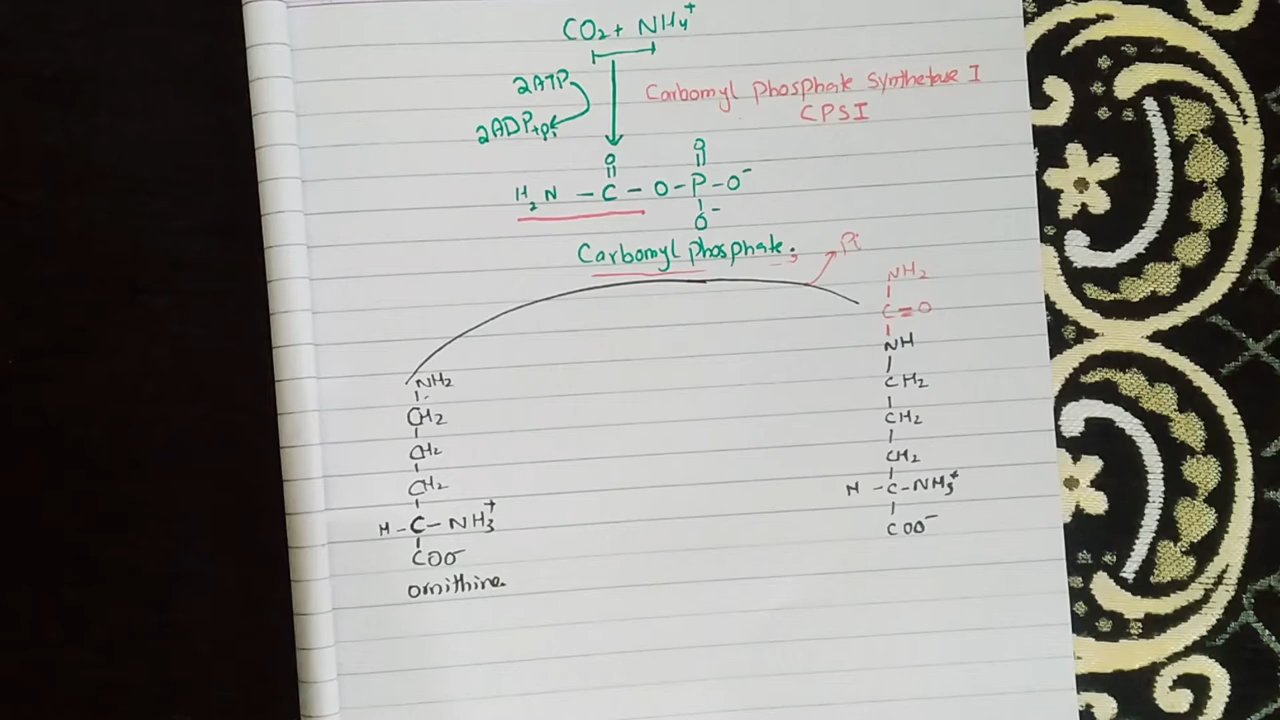 CO2 + NH4+
2ATP
Carbomyl phosphate synthetase I
CPSI
2ADP+Pi
O O
H2N - C - O - P - O-
O-
Carbomyl phosphate
Pi
NH2
C=O
NH
CH2
CH2
CH2
H - C - NH3+
COO-
NH2
CH2
CH2
CH2
H - C - NH3+
COO-
ornithine